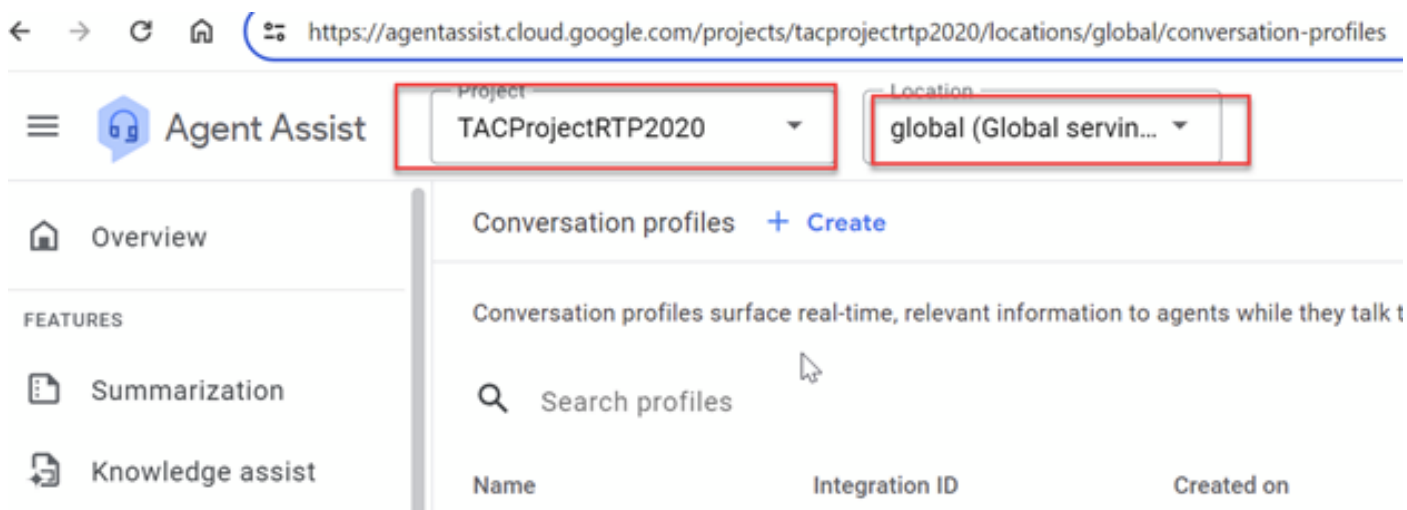 https://agentassist.cloud.google.com/projects/tacprojectrtp2020/locations/global/conversation-profiles
Project
Location
Agent Assist
TACProjectRTP2020
global (Global servin...
Overview
Conversation profiles + Create
FEATURES
Conversation profiles surface real-time, relevant information to agents while they talk t
Summarization
Search profiles
Knowledge assist
Name
Integration ID
Created on